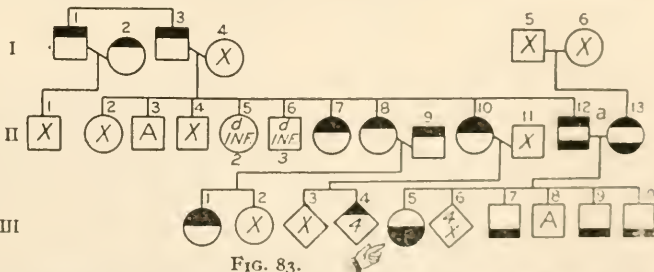 1 2 3 4 5 6
I X X X
1 2 3 4 5 6 7 8 9 10 11 12 a 13
II X X A X d d X
INF. INF.
2 3
1 2 3 4 5 6 7 8 9
III X X 4 4 A
X
FIG. 83.